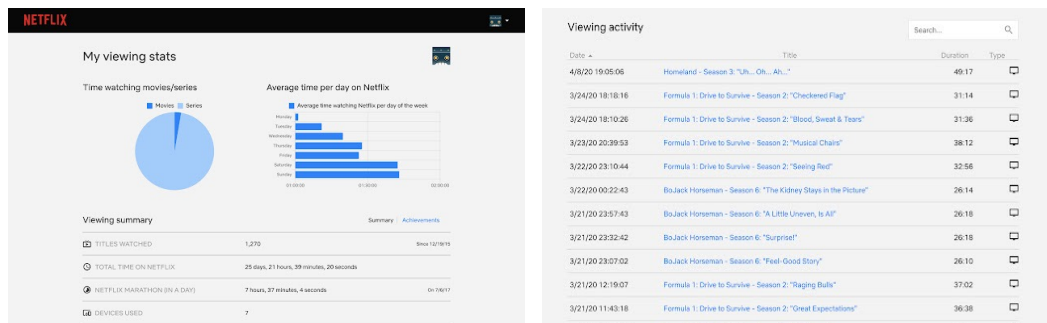 NETFLIX
My viewing stats
Time watching movies/series
Movies Series
Average time per day on Netflix
Average time watching Netflix per day of the week
Monday
Tuesday
Wednesday
Thursday
Friday
Saturday
Sunday
01:00:00 01:30:00 02:00:00
Viewing summary
Summary Achievements
TITLES WATCHED 1,270 Since 12/19/15
TOTAL TIME ON NETFLIX 25 days, 21 hours, 39 minutes, 20 seconds
NETFLIX MARATHON (IN A DAY) 7 hours, 37 minutes, 4 seconds On 7/6/17
DEVICES USED 7
Viewing activity
Search...
Date Title Duration Type
4/8/20 19:05:06 Homeland - Season 3: "Uh... Oh... Ah..." 49:17
3/24/20 18:18:16 Formula 1: Drive to Survive - Season 2: "Checkered Flag" 31:14
3/24/20 18:10:26 Formula 1: Drive to Survive - Season 2: "Blood, Sweat & Tears" 31:36
3/23/20 20:39:53 Formula 1: Drive to Survive - Season 2: "Musical Chairs" 38:12
3/22/20 23:10:44 Formula 1: Drive to Survive - Season 2: "Seeing Red" 32:56
3/22/20 00:22:43 BoJack Horseman - Season 6: "The Kidney Stays in the Picture" 26:14
3/21/20 23:57:43 BoJack Horseman - Season 6: "A Little Uneven, Is All" 26:18
3/21/20 23:32:42 BoJack Horseman - Season 6: "Surprise!" 26:18
3/21/20 23:07:02 BoJack Horseman - Season 6: "Feel-Good Story" 26:10
3/21/20 12:19:07 Formula 1: Drive to Survive - Season 2: "Raging Bulls" 37:02
3/21/20 11:43:18 Formula 1: Drive to Survive - Season 2: "Great Expectations" 36:38